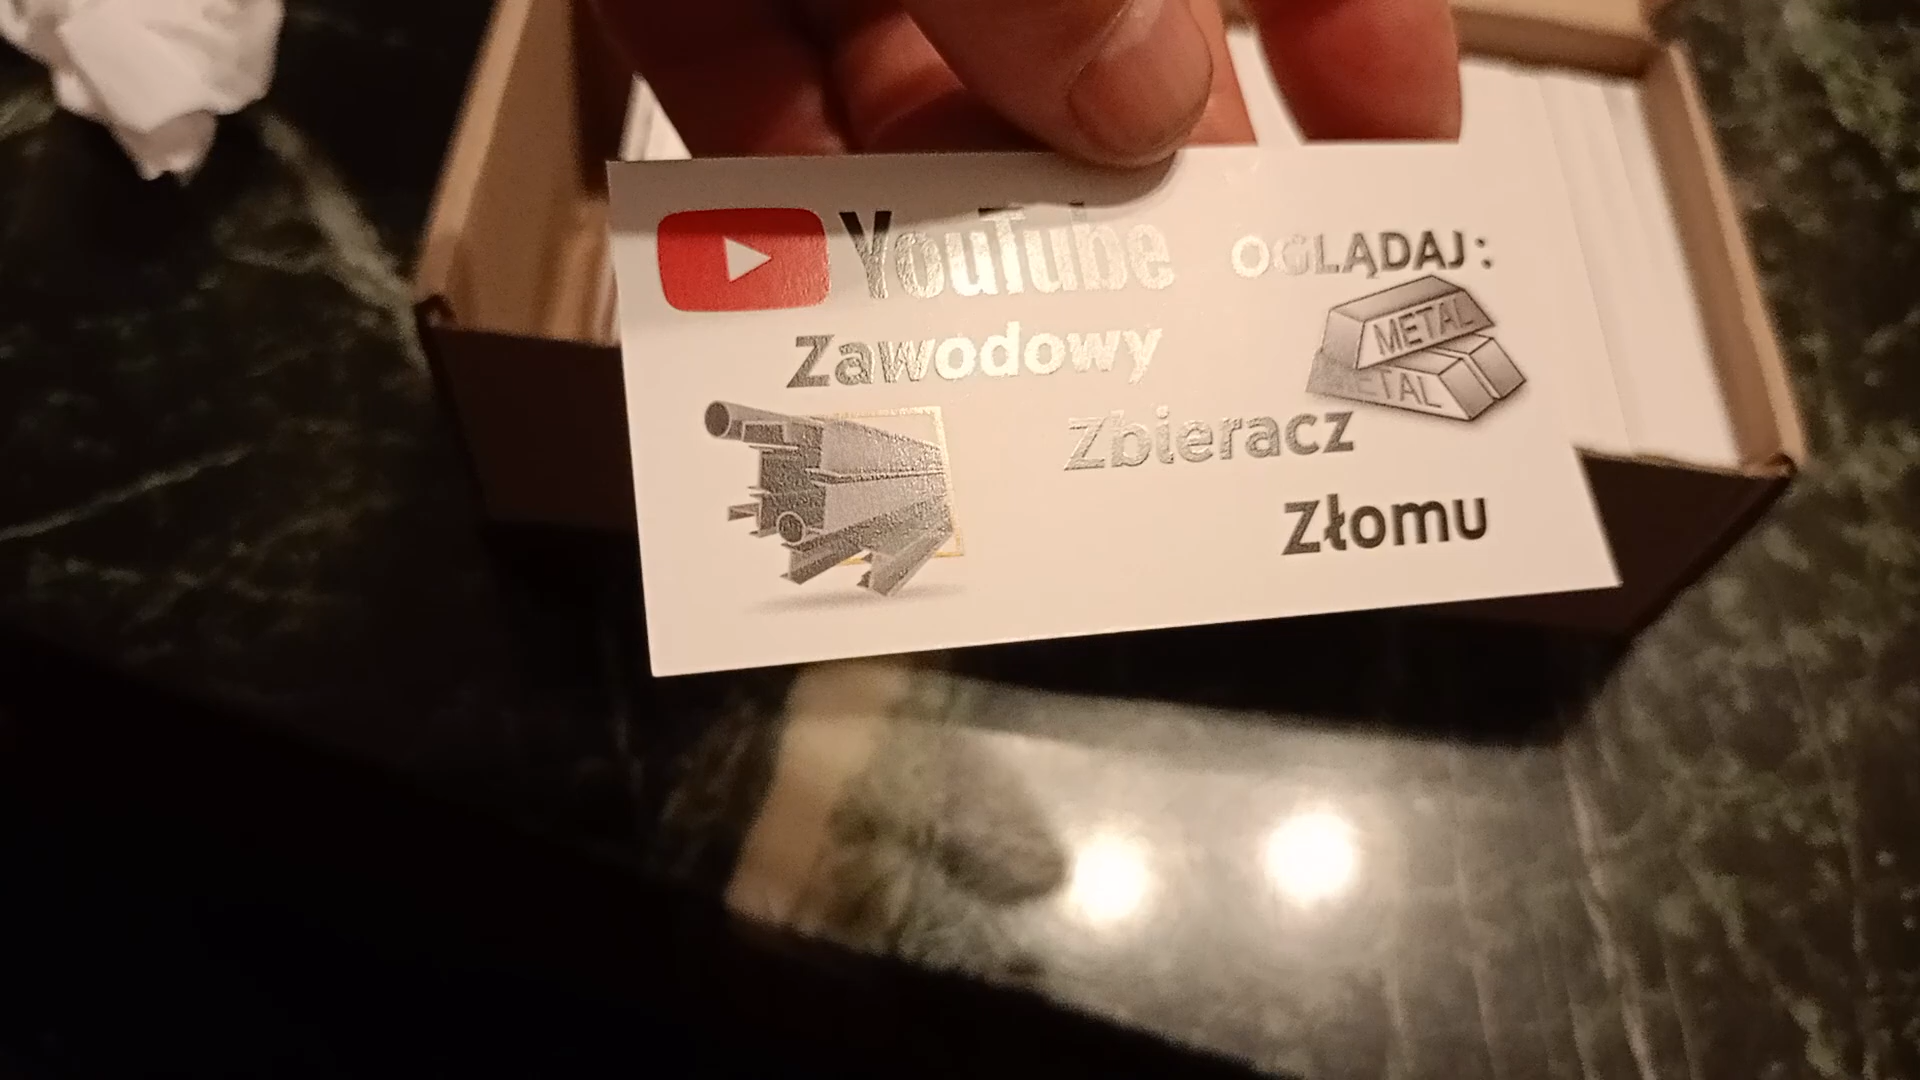 YouTube OGLĄDAJ:
METAL
METAL
Zawodowy
Zbieracz
Złomu